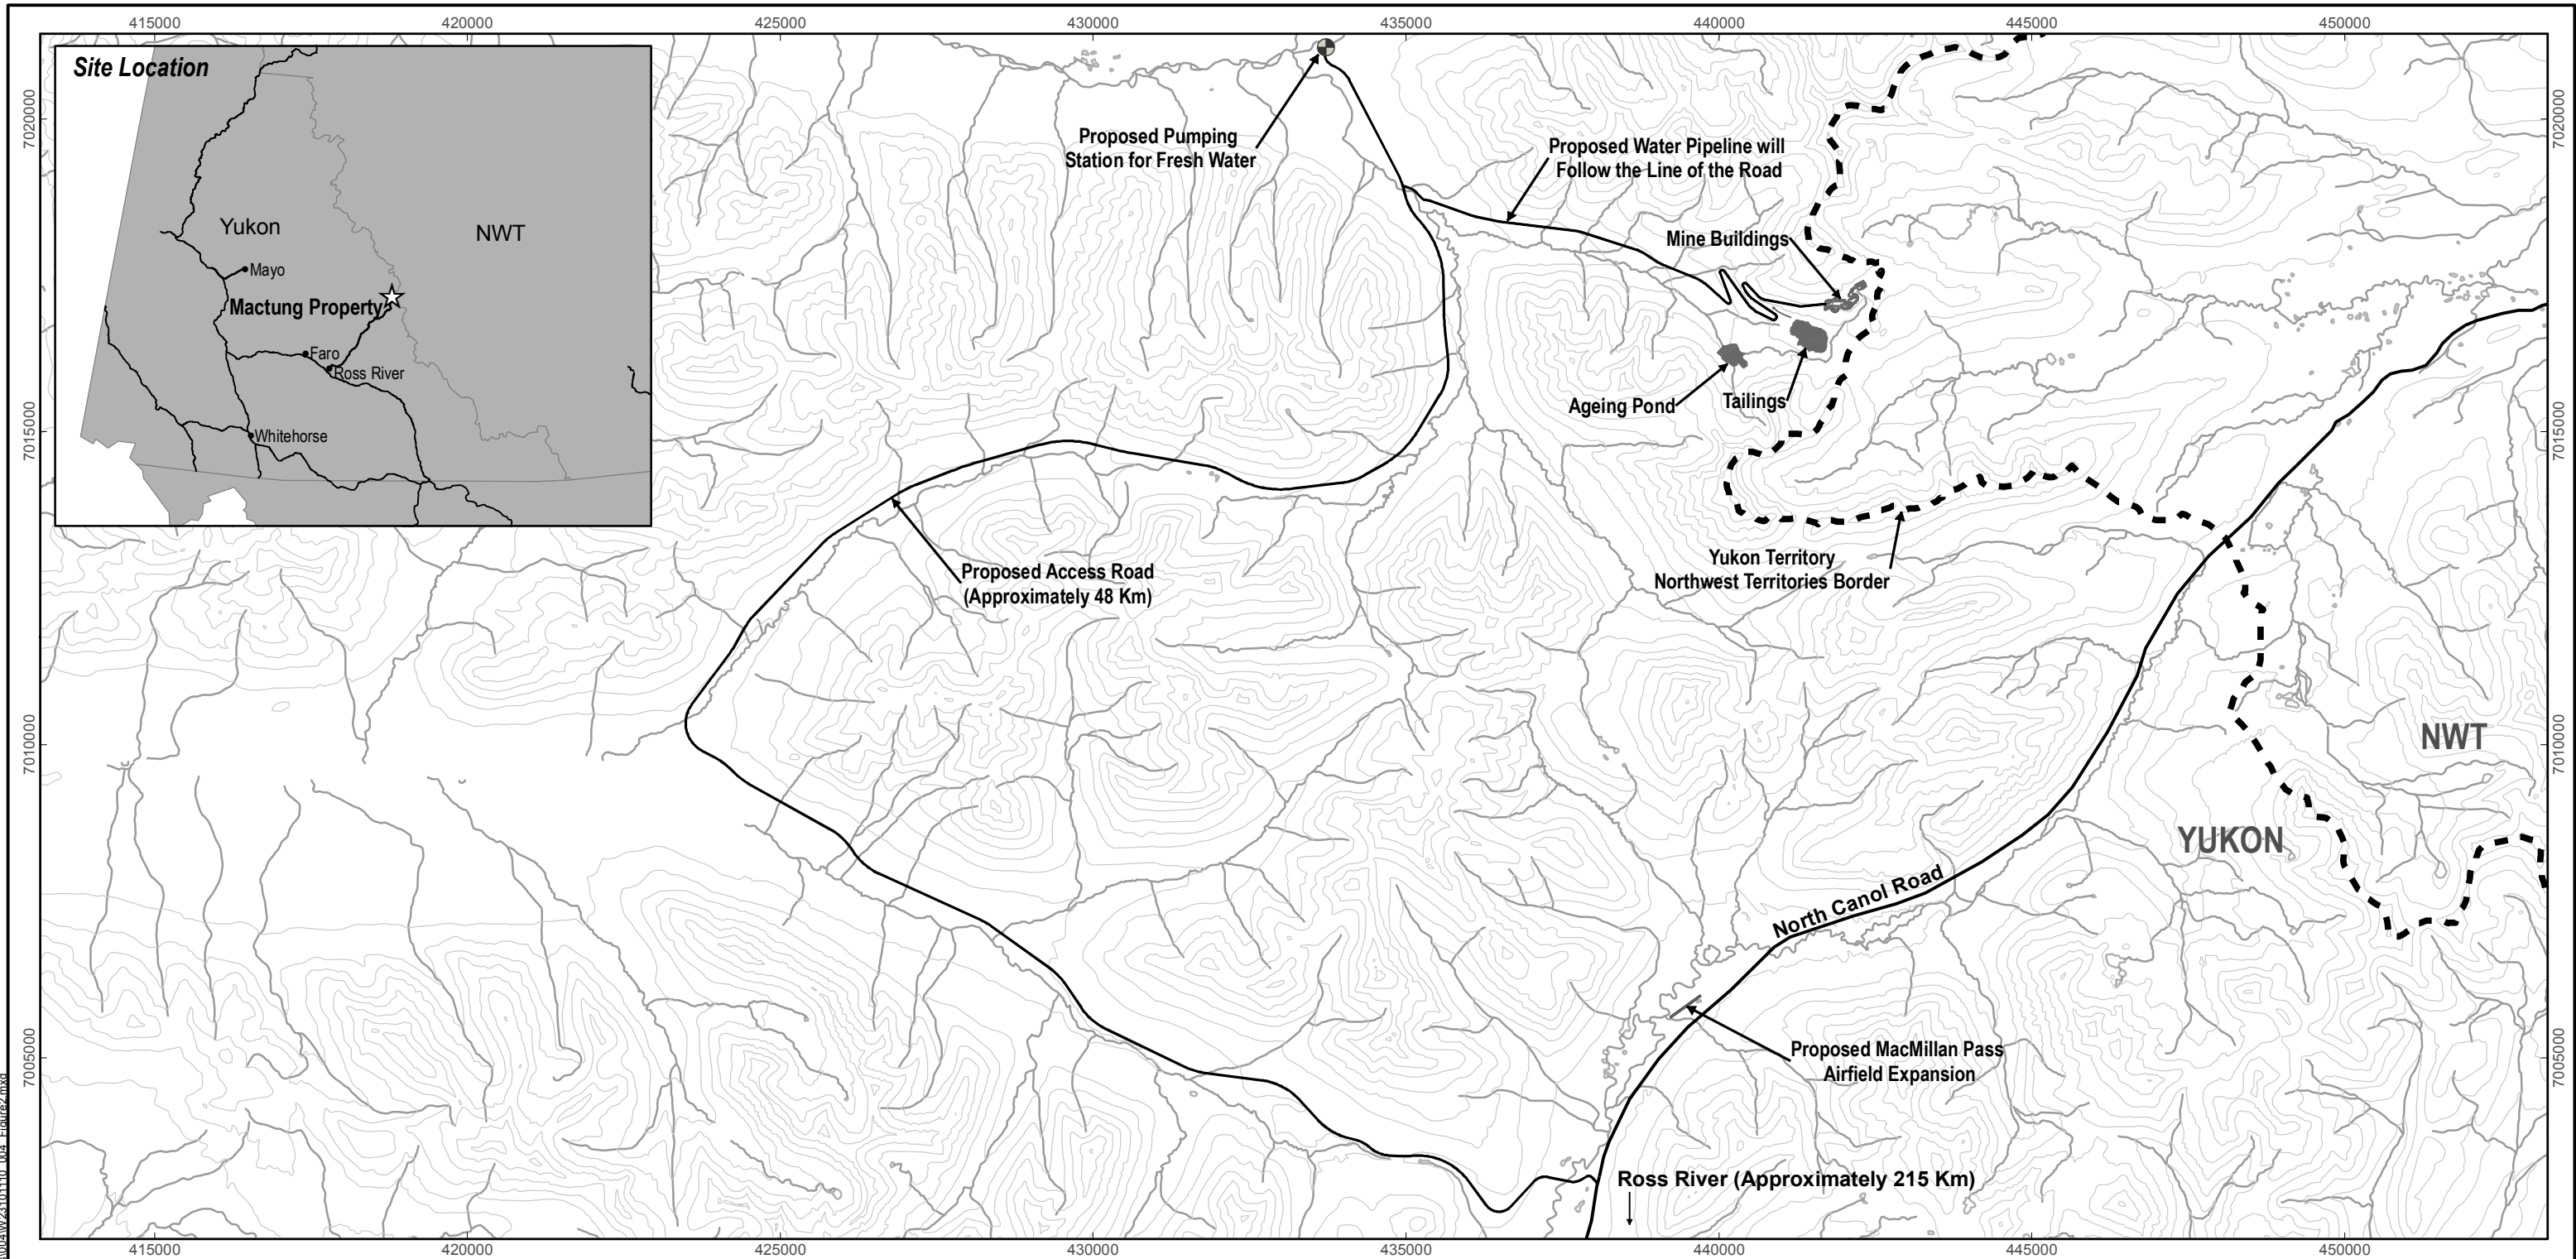 415000 420000 425000 430000 435000 440000 445000 450000
Site Location
Yukon
NWT
Mayo
Mactung Property
Faro
Ross River
Whitehorse
7020000
7015000
7010000
7005000
Proposed Pumping
Station for Fresh Water
Proposed Water Pipeline will
Follow the Line of the Road
Mine Buildings
Ageing Pond
Tailings
Proposed Access Road
(Approximately 48 Km)
Yukon Territory
Northwest Territories Border
NWT
YUKON
North Canol Road
Proposed MacMillan Pass
Airfield Expansion
Ross River (Approximately 215 Km)
7020000
7015000
7010000
7005000
415000 420000 425000 430000 435000 440000 445000 450000